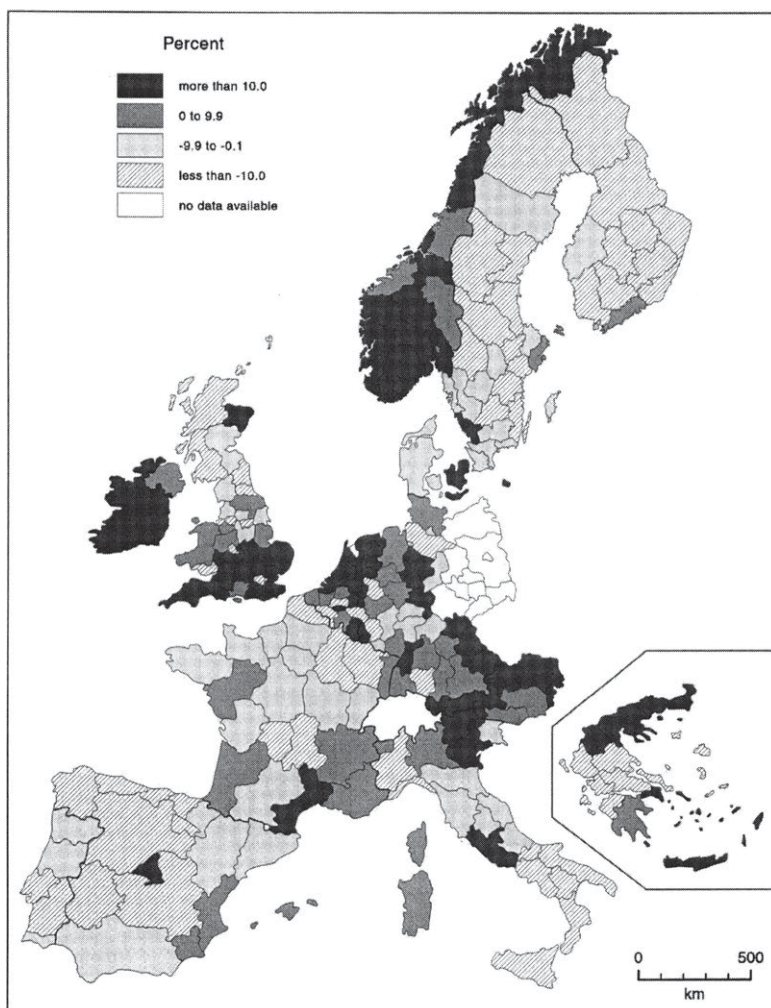 Percent
more than 10.0
0 to 9.9
-9.9 to -0.1
less than -10.0
no data available
0 500
km